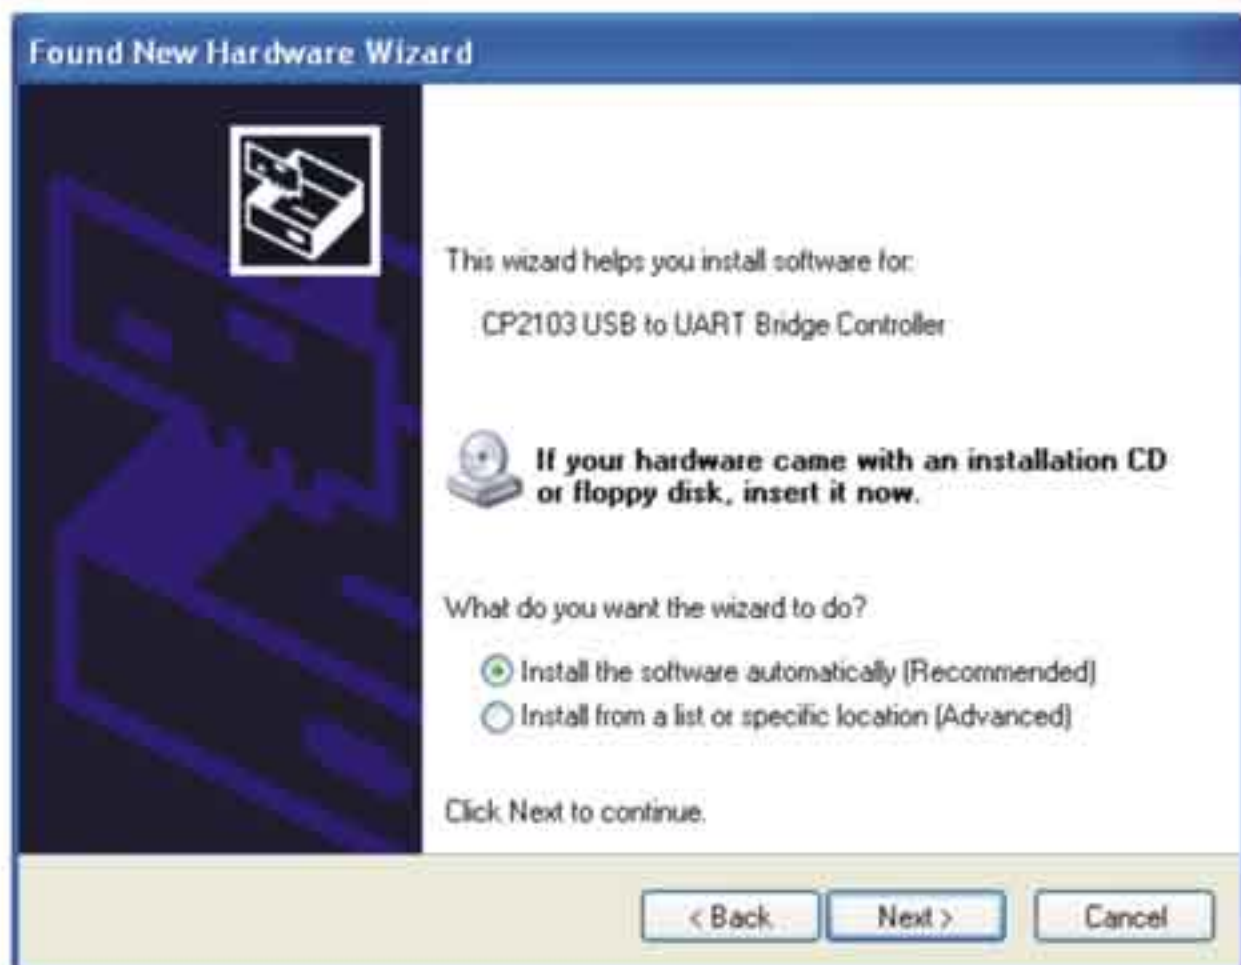 Found New Hardware Wizard
This wizard helps you install software for:
CP2103 USB to UART Bridge Controller
If your hardware came with an installation CD
or floppy disk, insert it now.
What do you want the wizard to do?
Install the software automatically (Recommended)
Install from a list or specific location (Advanced)
Click Next to continue.
< Back
Next >
Cancel